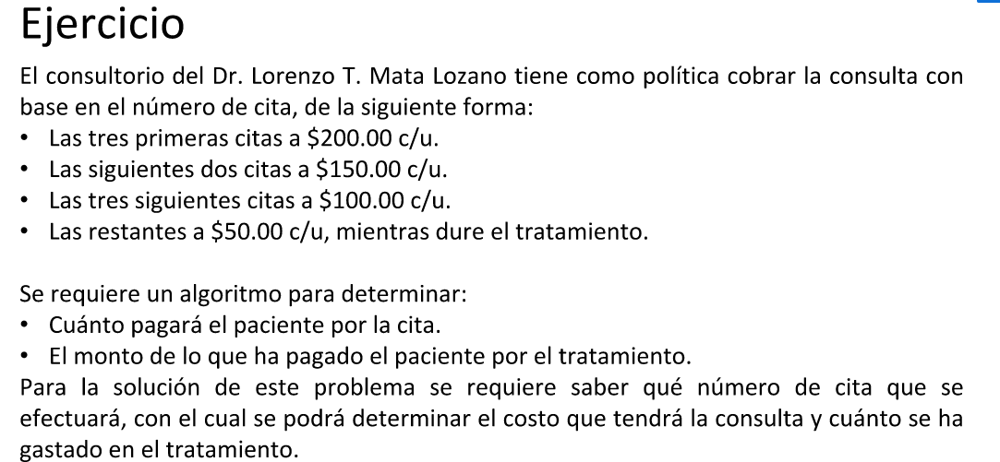 Ejercicio
El consultorio del Dr. Lorenzo T. Mata Lozano tiene como política cobrar la consulta con
base en el número de cita, de la siguiente forma:
• Las tres primeras citas a $200.00 c/u.
• Las siguientes dos citas a $150.00 c/u.
• Las tres siguientes citas a $100.00 c/u.
• Las restantes a $50.00 c/u, mientras dure el tratamiento.
Se requiere un algoritmo para determinar:
• Cuánto pagará el paciente por la cita.
• El monto de lo que ha pagado el paciente por el tratamiento.
Para la solución de este problema se requiere saber qué número de cita que se
efectuará, con el cual se podrá determinar el costo que tendrá la consulta y cuánto se ha
gastado en el tratamiento.